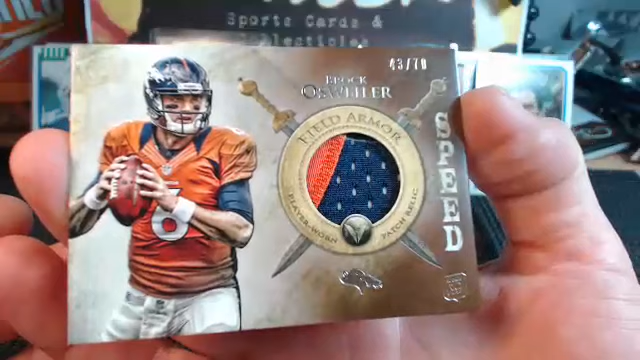 Sports Cards &
43/70
BROCK
OSWEILER
FIELD ARMOR
PLAYER-WORN
PATCH RELIC
SPEED
6